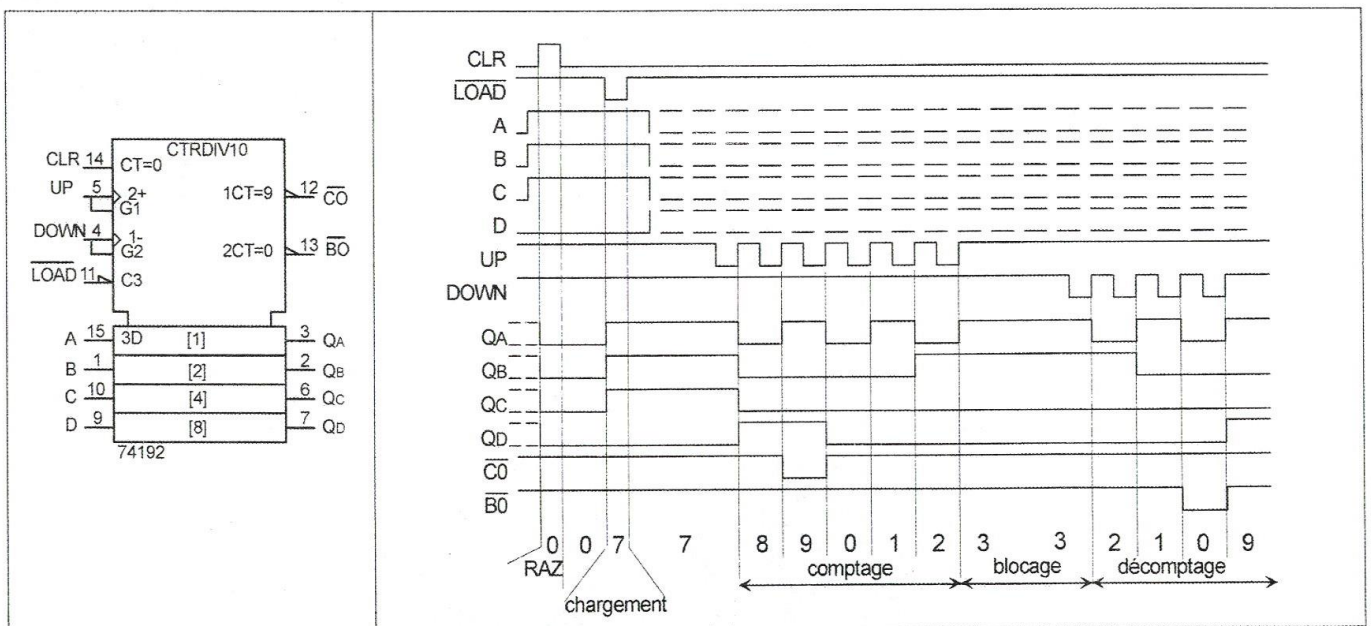 CTRDIV10
CLR 14 CT=0
UP 5 2+ 1CT=9 12 CO
G1
DOWN 4 1- 2CT=0 13 BO
G2
LOAD 11 C3
A 15 3D [1] 3 QA
B 1 [2] 2 QB
C 10 [4] 6 QC
D 9 [8] 7 QD
74192
CLR
LOAD
A
B
C
D
UP
DOWN
QA
QB
QC
QD
C0
B0
0 0 7 7 8 9 0 1 2 3 3 2 1 0 9
RAZ comptage blocage décomptage
chargement